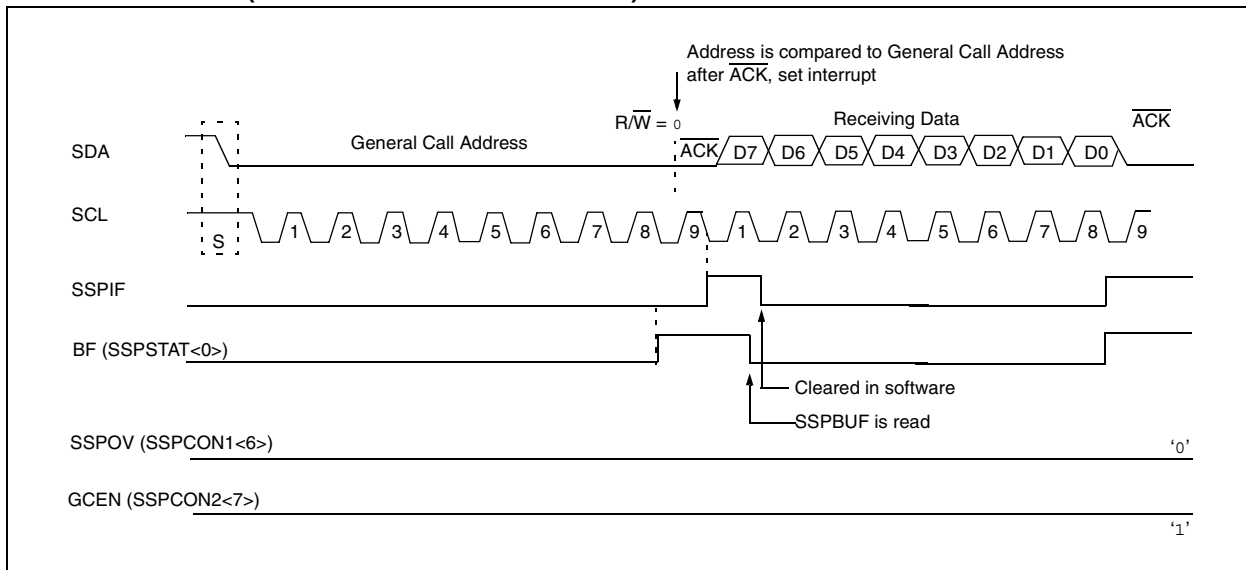 Address is compared to General Call Address
after ACK, set interrupt
R/W = 0
Receiving Data
ACK
SDA
General Call Address
ACK
D7
D6
D5
D4
D3
D2
D1
D0
SCL
S
1
2
3
4
5
6
7
8
9
1
2
3
4
5
6
7
8
9
SSPIF
BF (SSPSTAT<0>)
Cleared in software
SSPBUF is read
SSPOV (SSPCON1<6>)
‘0’
GCEN (SSPCON2<7>)
‘1’